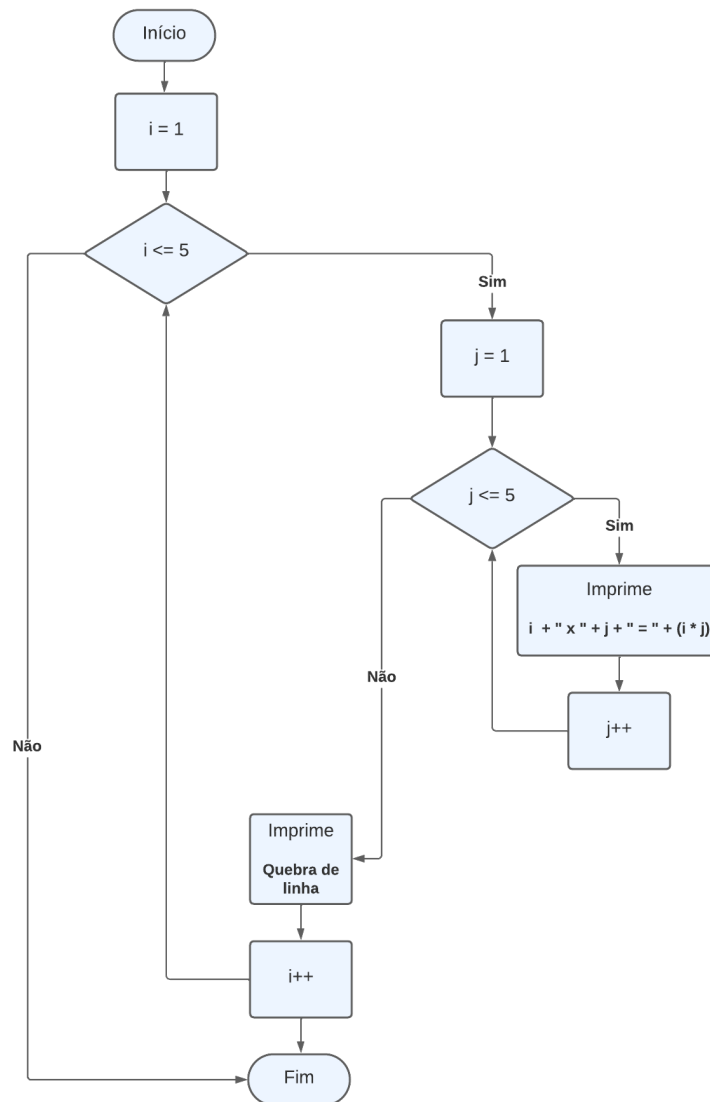 Início
i = 1
i <= 5
Sim
j = 1
j <= 5
Sim
Imprime
i + " x " + j + " = " + (i * j)
Não
j++
Não
Imprime
Quebra de
linha
i++
Fim